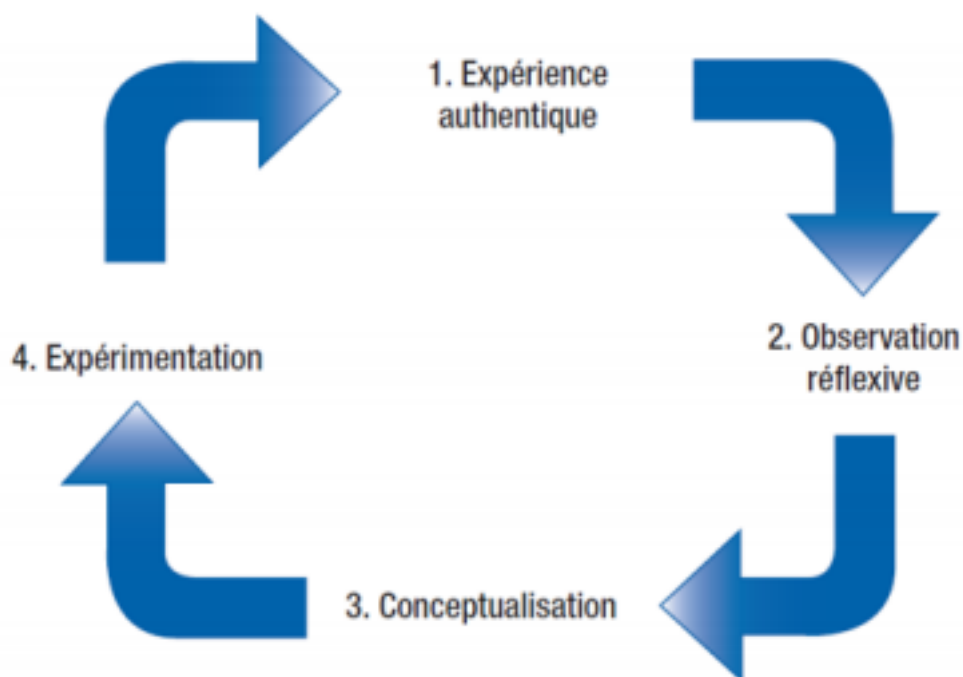 1. Expérience
authentique
2. Observation
réflexive
3. Conceptualisation
4. Expérimentation